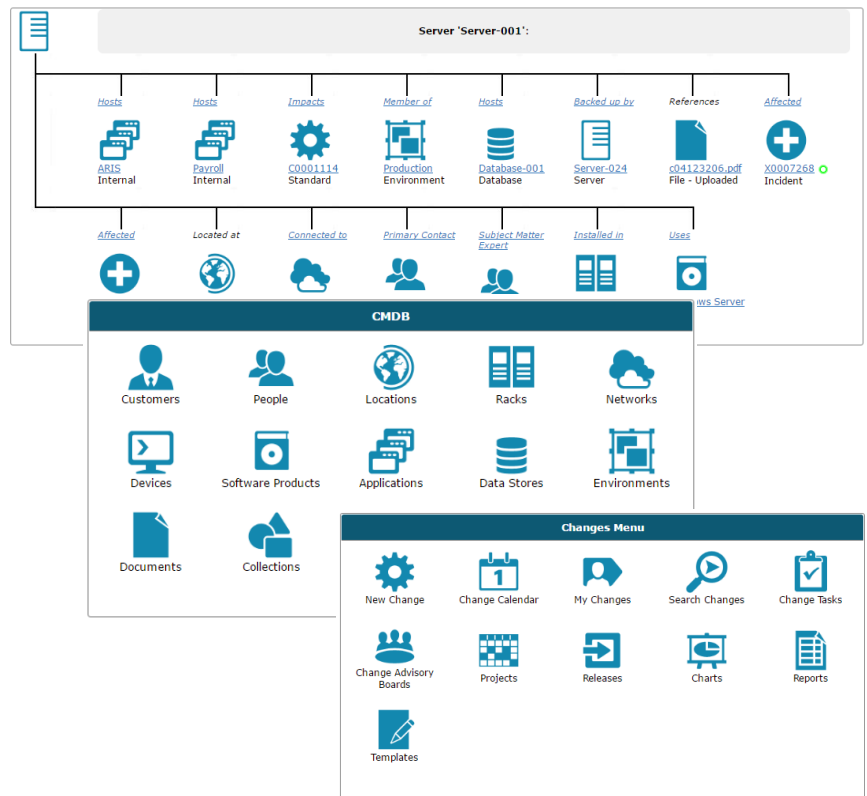 Server 'Server-001':
Hosts
Hosts
Impacts
Member of
Hosts
Backed up by
References
Affected
ARIS
Internal
Payroll
Internal
C0001114
Standard
Production
Environment
Database-001
Database
Server-024
Server
c04123206.pdf
File - Uploaded
X0007268
Incident
Affected
Located at
Connected to
Primary Contact
Subject Matter
Expert
Installed in
Uses
ws Server
CMDB
Customers
People
Locations
Racks
Networks
Devices
Software Products
Applications
Data Stores
Environments
Documents
Collections
Changes Menu
New Change
1
Change Calendar
My Changes
Search Changes
Change Tasks
Change Advisory
Boards
Projects
Releases
Charts
Reports
Templates